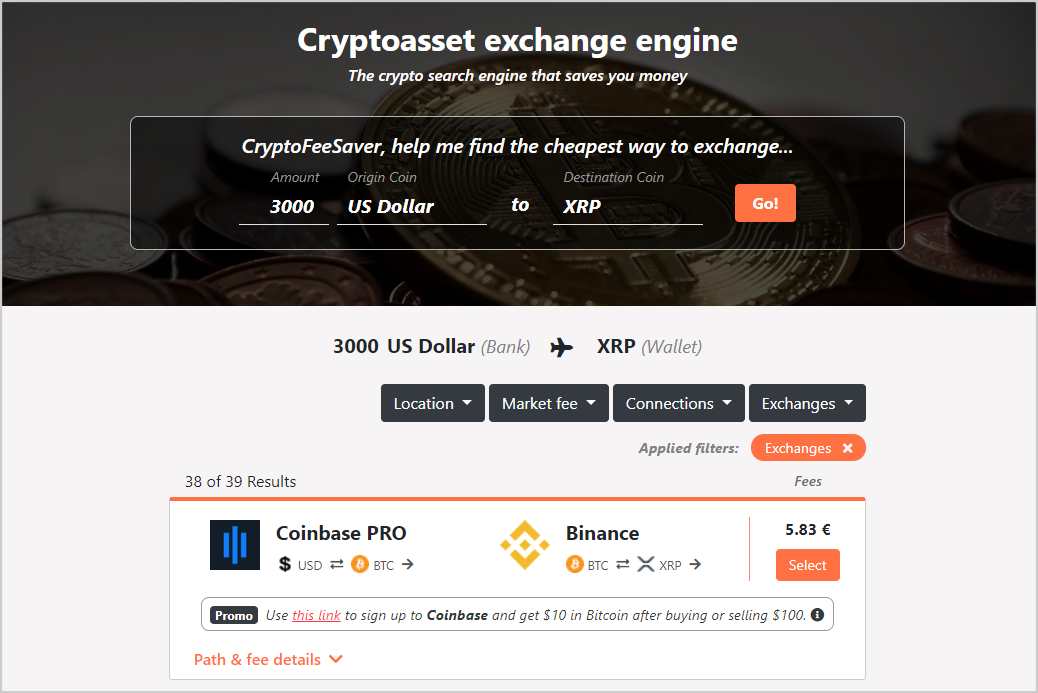 Cryptoasset exchange engine
The crypto search engine that saves you money
CryptoFeeSaver, help me find the cheapest way to exchange...
Amount Origin Coin Destination Coin
3000 US Dollar to XRP Go!
3000 US Dollar (Bank) XRP (Wallet)
Location Market fee Connections Exchanges
Applied filters: Exchanges ×
38 of 39 Results Fees
Coinbase PRO Binance 5.83 €
$ USD ⇄ BTC → BTC ⇄ XRP → Select
Promo Use this link to sign up to Coinbase and get $10 in Bitcoin after buying or selling $100.
Path & fee details